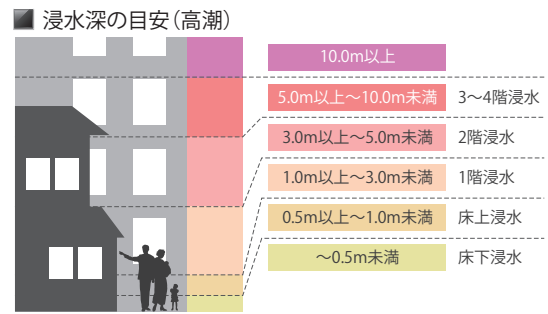 ■ 浸水深の目安（高潮）
10.0m以上
5.0m以上～10.0m未満 3～4階浸水
3.0m以上～5.0m未満 2階浸水
1.0m以上～3.0m未満 1階浸水
0.5m以上～1.0m未満 床上浸水
～0.5m未満 床下浸水